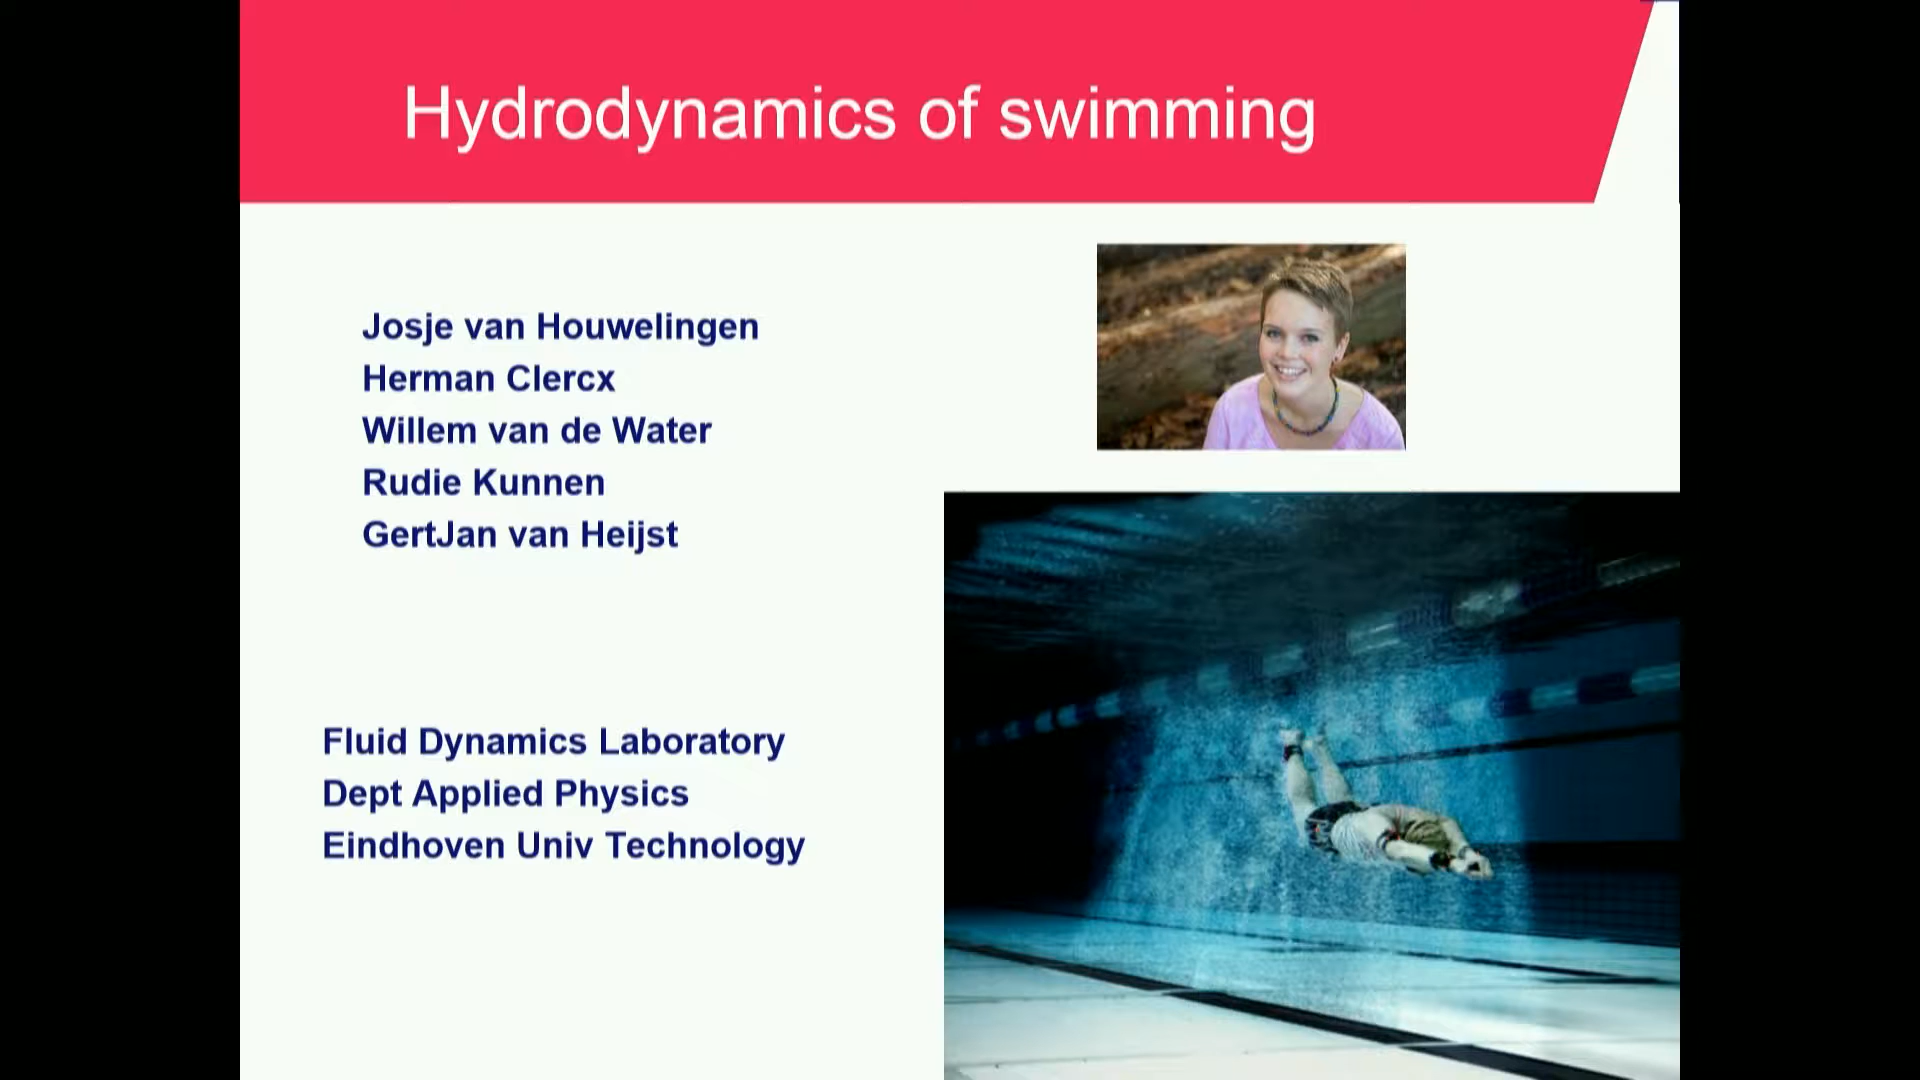 Hydrodynamics of swimming
Josje van Houwelingen
Herman Clercx
Willem van de Water
Rudie Kunnen
GertJan van Heijst
Fluid Dynamics Laboratory
Dept Applied Physics
Eindhoven Univ Technology